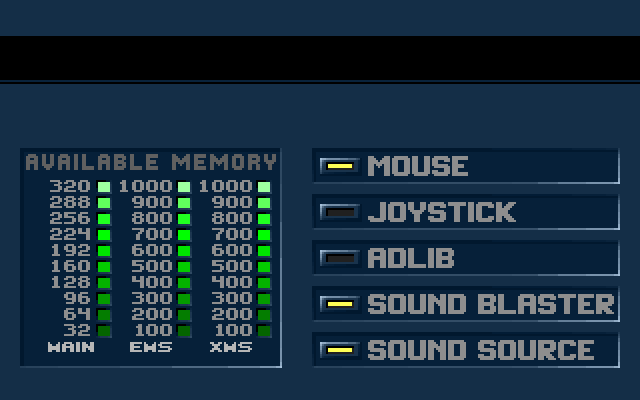 AVAILABLE MEMORY
320 1000 1000
288 900 900
256 800 800
224 700 700
192 600 600
160 500 500
128 400 400
96 300 300
64 200 200
32 100 100
MAIN EMS XMS
MOUSE
JOYSTICK
ADLIB
SOUND BLASTER
SOUND SOURCE